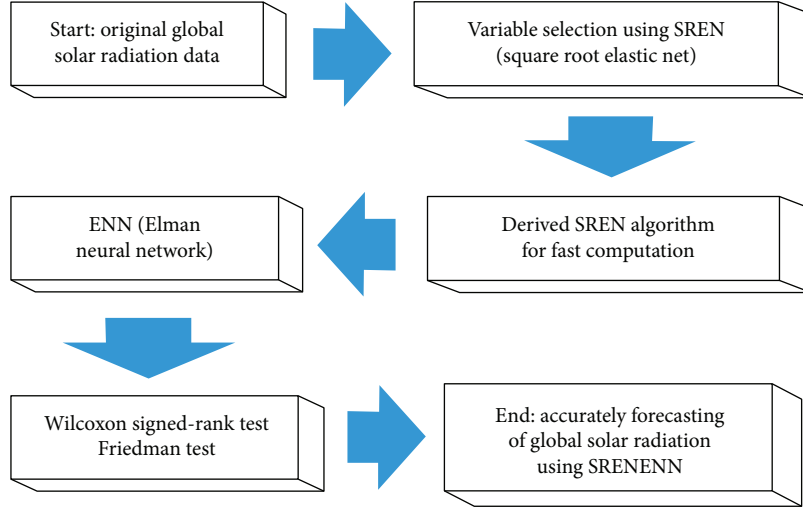 Start: original global
solar radiation data
Variable selection using SREN
(square root elastic net)
Derived SREN algorithm
for fast computation
ENN (Elman
neural network)
Wilcoxon signed-rank test
Friedman test
End: accurately forecasting
of global solar radiation
using SRENENN